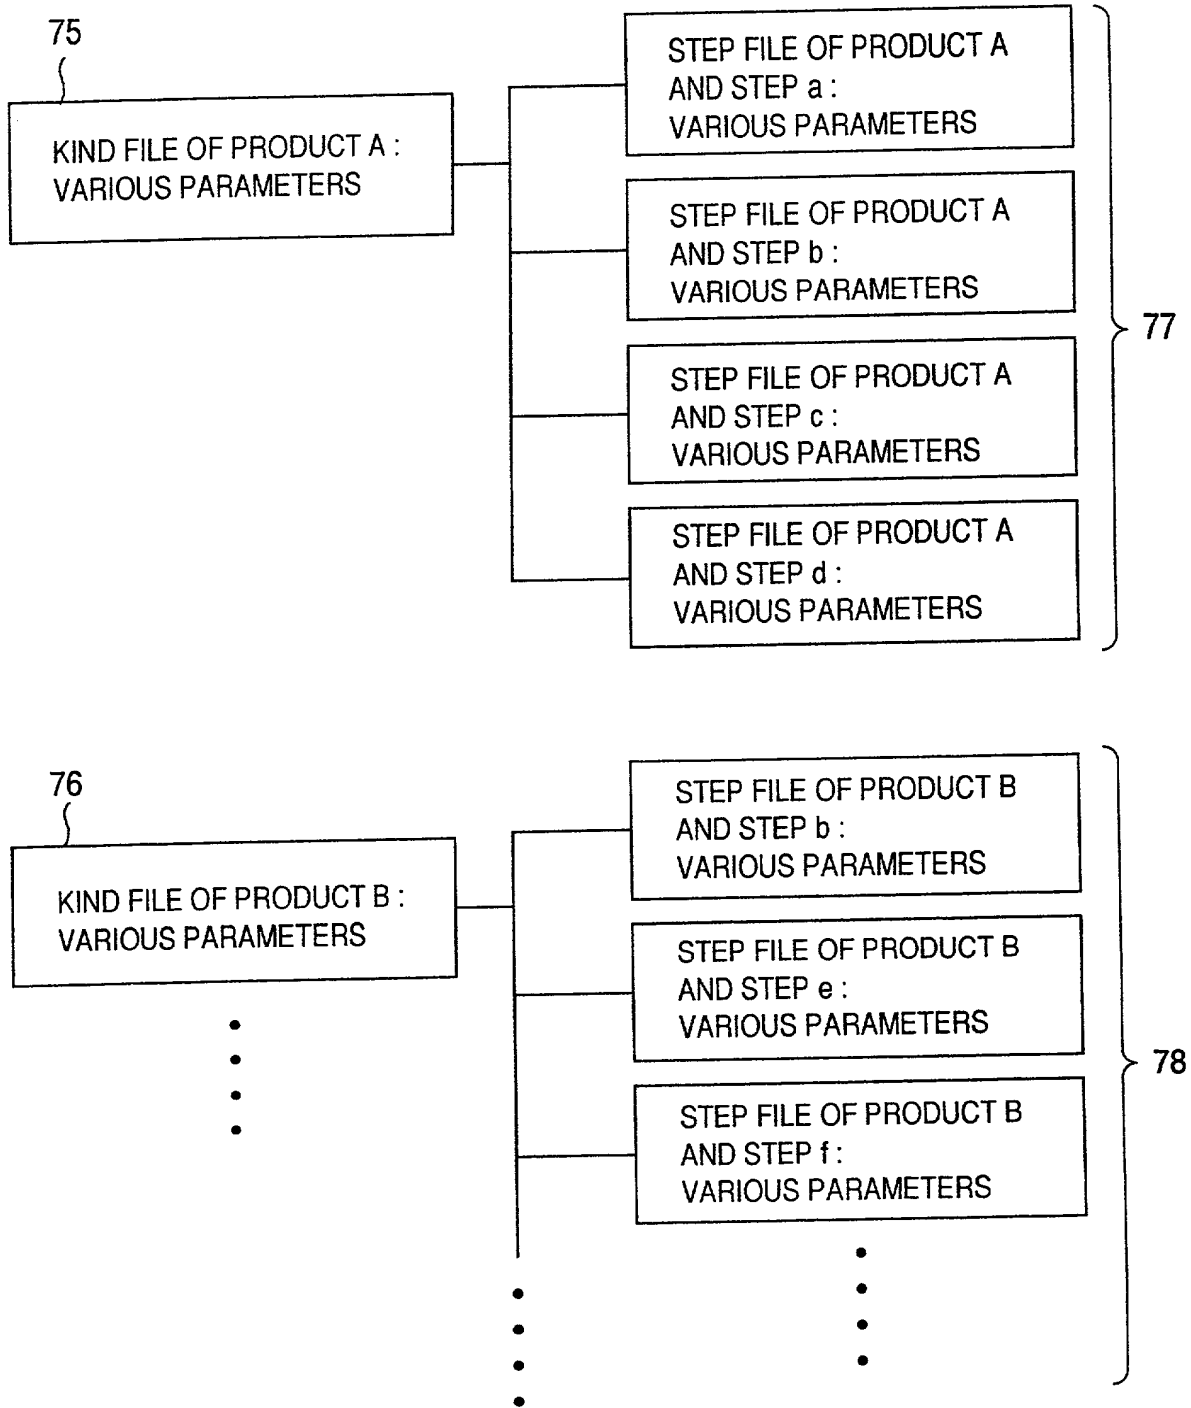 75
KIND FILE OF PRODUCT A :
VARIOUS PARAMETERS
STEP FILE OF PRODUCT A
AND STEP a :
VARIOUS PARAMETERS
STEP FILE OF PRODUCT A
AND STEP b :
VARIOUS PARAMETERS
STEP FILE OF PRODUCT A
AND STEP c :
VARIOUS PARAMETERS
STEP FILE OF PRODUCT A
AND STEP d :
VARIOUS PARAMETERS
77
76
KIND FILE OF PRODUCT B :
VARIOUS PARAMETERS
STEP FILE OF PRODUCT B
AND STEP b :
VARIOUS PARAMETERS
STEP FILE OF PRODUCT B
AND STEP e :
VARIOUS PARAMETERS
STEP FILE OF PRODUCT B
AND STEP f :
VARIOUS PARAMETERS
78